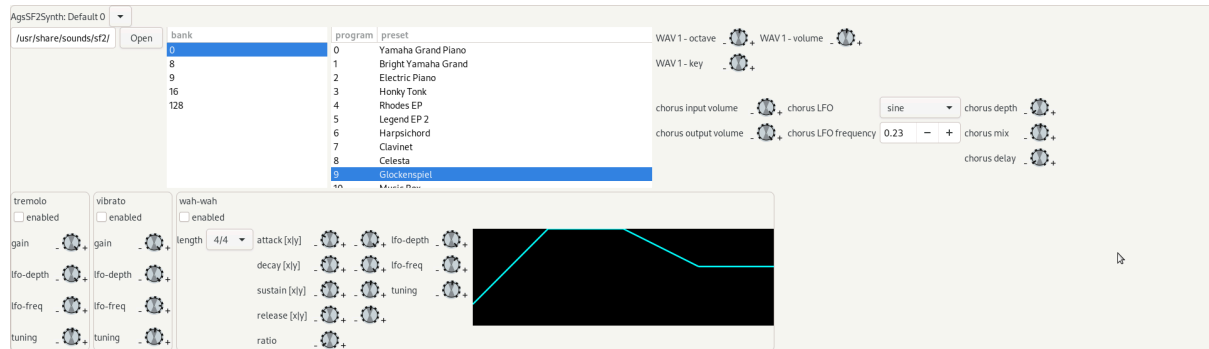 AgsSF2Synth: Default 0
/usr/share/sounds/sf2/ Open
bank
0
8
9
16
128
program preset
0 Yamaha Grand Piano
1 Bright Yamaha Grand
2 Electric Piano
3 Honky Tonk
4 Rhodes EP
5 Legend EP 2
6 Harpsichord
7 Clavinet
8 Celesta
9 Glockenspiel
10 Music Box
WAV 1 - octave - + WAV 1 - volume - +
WAV 1 - key - +
chorus input volume - + chorus LFO sine chorus depth - +
chorus output volume - + chorus LFO frequency 0.23 - + chorus mix - +
chorus delay - +
tremolo
enabled
gain - +
lfo-depth - +
lfo-freq - +
tuning - +
vibrato
enabled
gain - +
lfo-depth - +
lfo-freq - +
tuning - +
wah-wah
enabled
length 4/4 attack [x|y] - + - + lfo-depth - +
decay [x|y] - + - + lfo-freq - +
sustain [x|y] - + - + tuning - +
release [x|y] - + - +
ratio - +